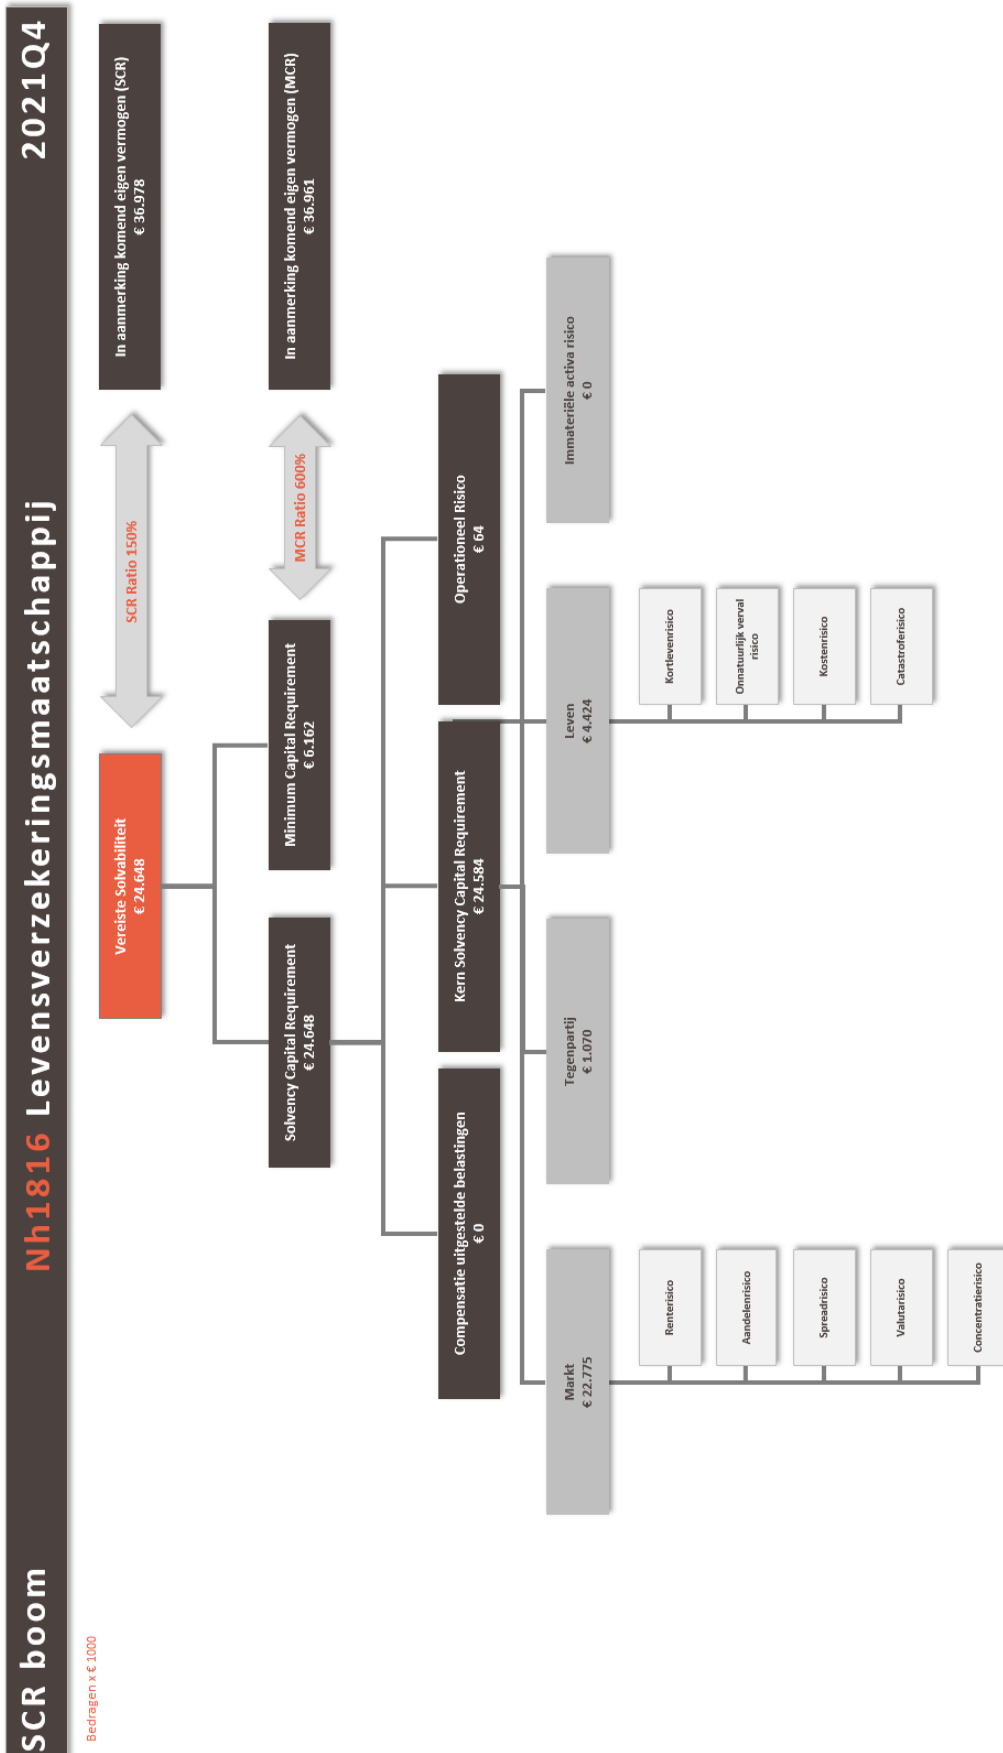 SCR boom Nh1816 Levensverzekeringsmaatschappij 2021Q4
Bedragen x € 1000
Vereiste Solvabiliteit
€ 24.648
SCR Ratio 150%
In aanmerking komend eigen vermogen (SCR)
€ 36.978
Solvency Capital Requirement
€ 24.648
Minimum Capital Requirement
€ 6.162
MCR Ratio 600%
In aanmerking komend eigen vermogen (MCR)
€ 36.961
Compensatie uitgestelde belastingen
€ 0
Kern Solvency Capital Requirement
€ 24.584
Operationeel Risico
€ 64
Markt
€ 22.775
Tegenpartij
€ 1.070
Leven
€ 4.424
Immateriële activa risico
€ 0
Renterisico
Aandelenrisico
Spreadrisico
Valutarisico
Concentratierisico
Kortlevenrisico
Onnatuurlijk verval
risico
Kostenrisico
Catastroferisico